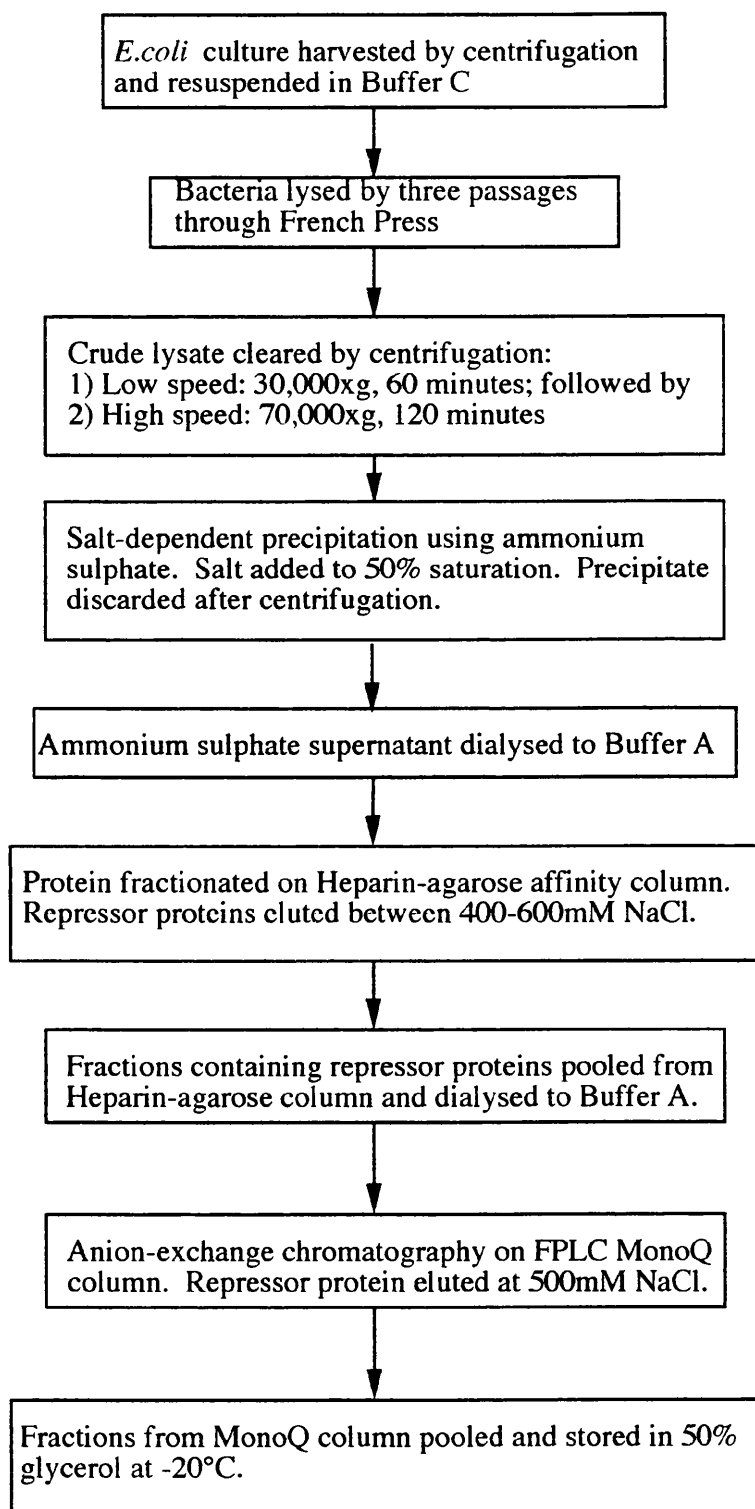 E.coli culture harvested by centrifugation
and resuspended in Buffer C
Bacteria lysed by three passages
through French Press
Crude lysate cleared by centrifugation:
1) Low speed: 30,000xg, 60 minutes; followed by
2) High speed: 70,000xg, 120 minutes
Salt-dependent precipitation using ammonium
sulphate. Salt added to 50% saturation. Precipitate
discarded after centrifugation.
Ammonium sulphate supernatant dialysed to Buffer A
Protein fractionated on Heparin-agarose affinity column.
Repressor proteins eluted between 400-600mM NaCl.
Fractions containing repressor proteins pooled from
Heparin-agarose column and dialysed to Buffer A.
Anion-exchange chromatography on FPLC MonoQ
column. Repressor protein eluted at 500mM NaCl.
Fractions from MonoQ column pooled and stored in 50%
glycerol at -20°C.